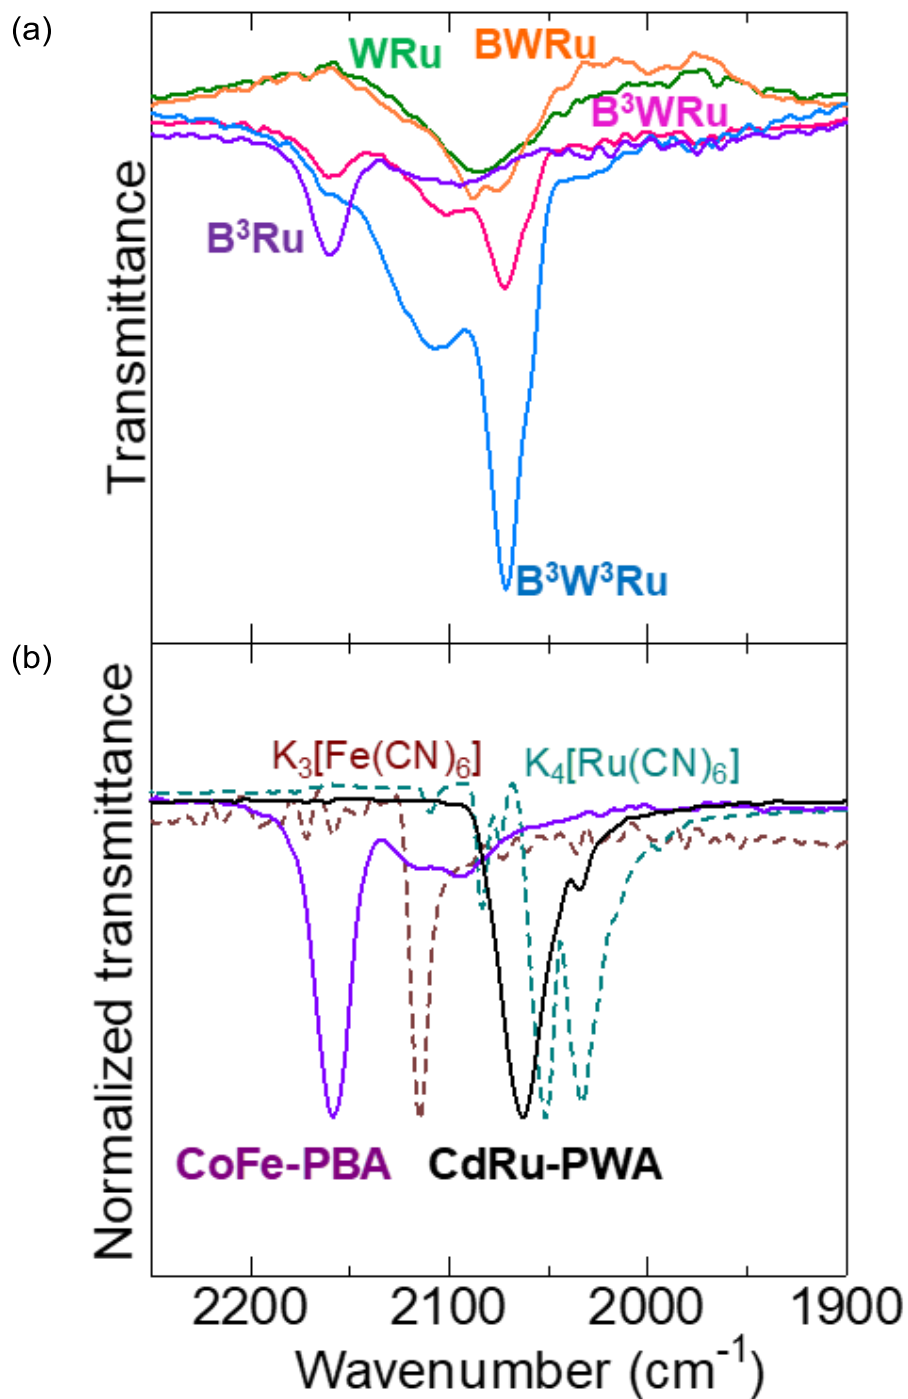 (a)
WRu
BWRu
B³WRu
B³Ru
B³W³Ru
Transmittance
(b)
K₃[Fe(CN)₆]
K₄[Ru(CN)₆]
CoFe-PBA
CdRu-PWA
Normalized transmittance
2200 2100 2000 1900
Wavenumber (cm⁻¹)